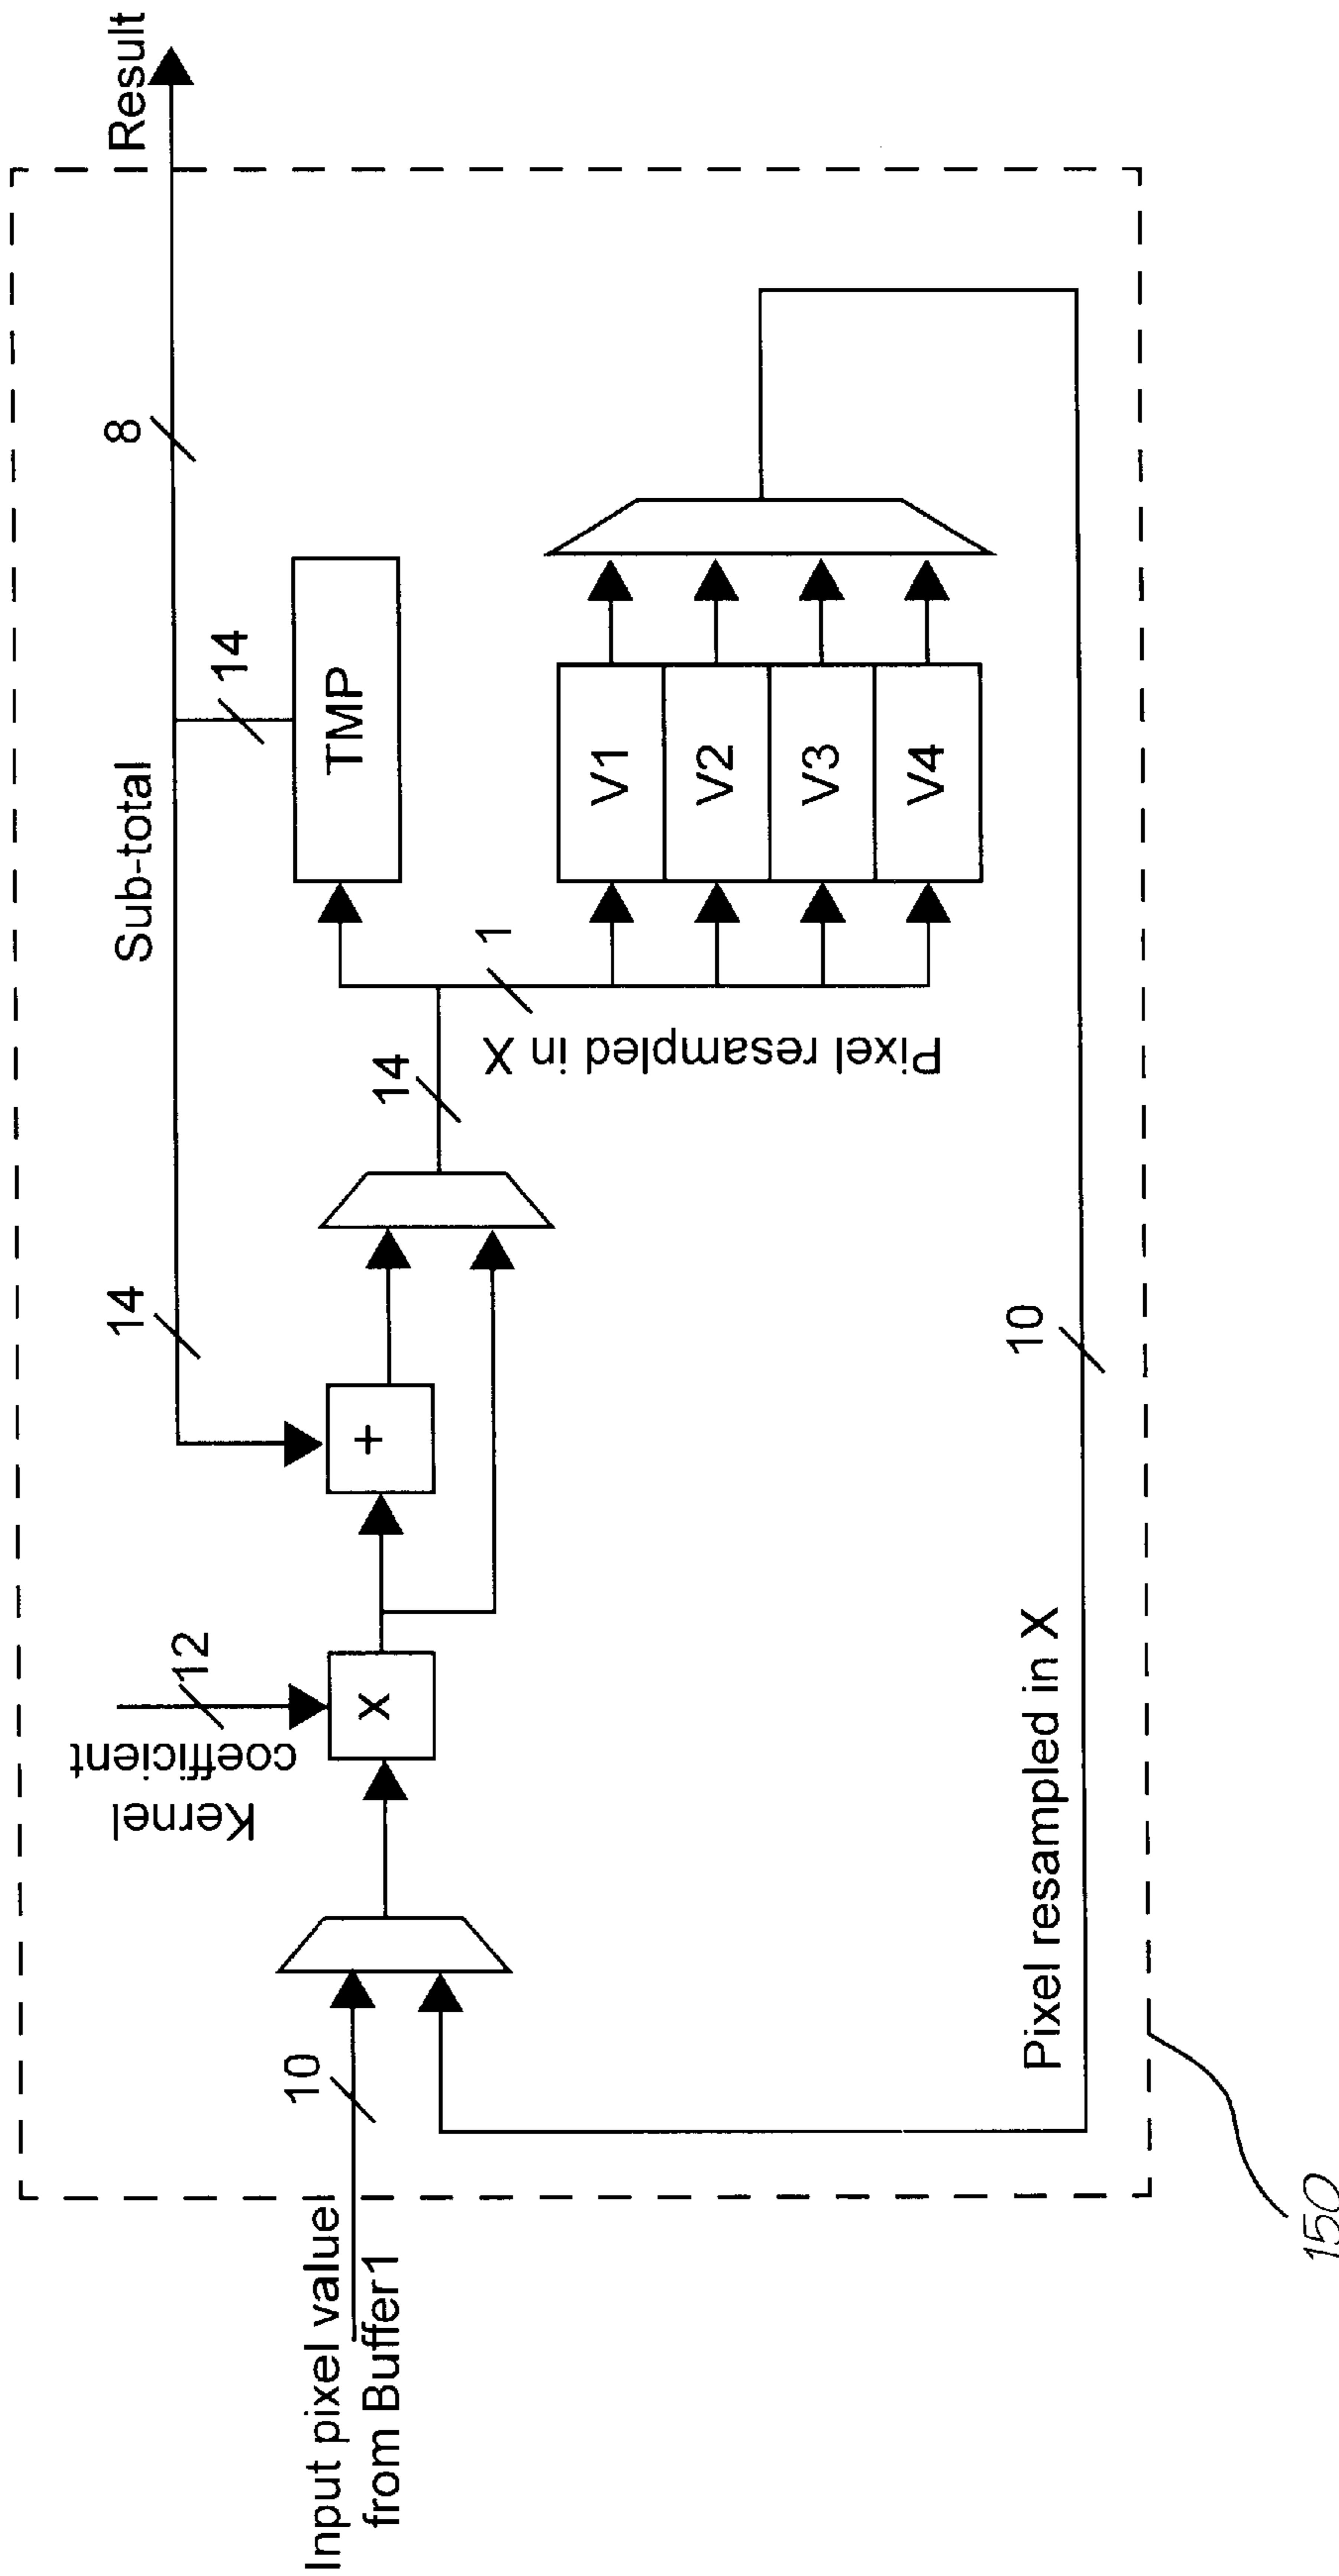 Input pixel value
from Buffer1
10
Kernel
coefficient
12
X
+
14
Sub-total
14
8
Result
14
1
Pixel resampled in X
TMP
V1
V2
V3
V4
10
Pixel resampled in X
150